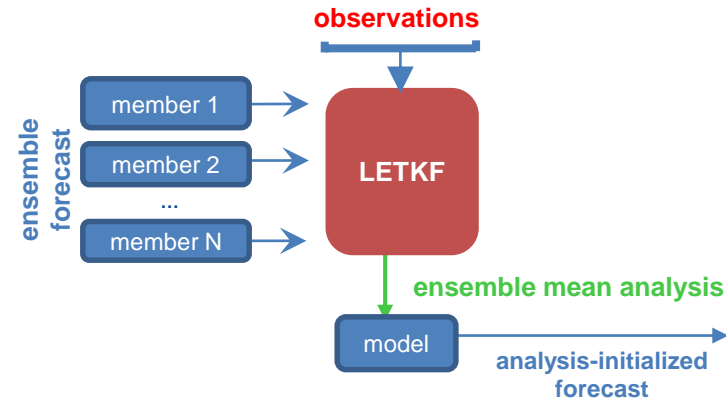 observations
ensemble
forecast
member 1
member 2
...
member N
LETKF
ensemble mean analysis
model
analysis-initialized
forecast